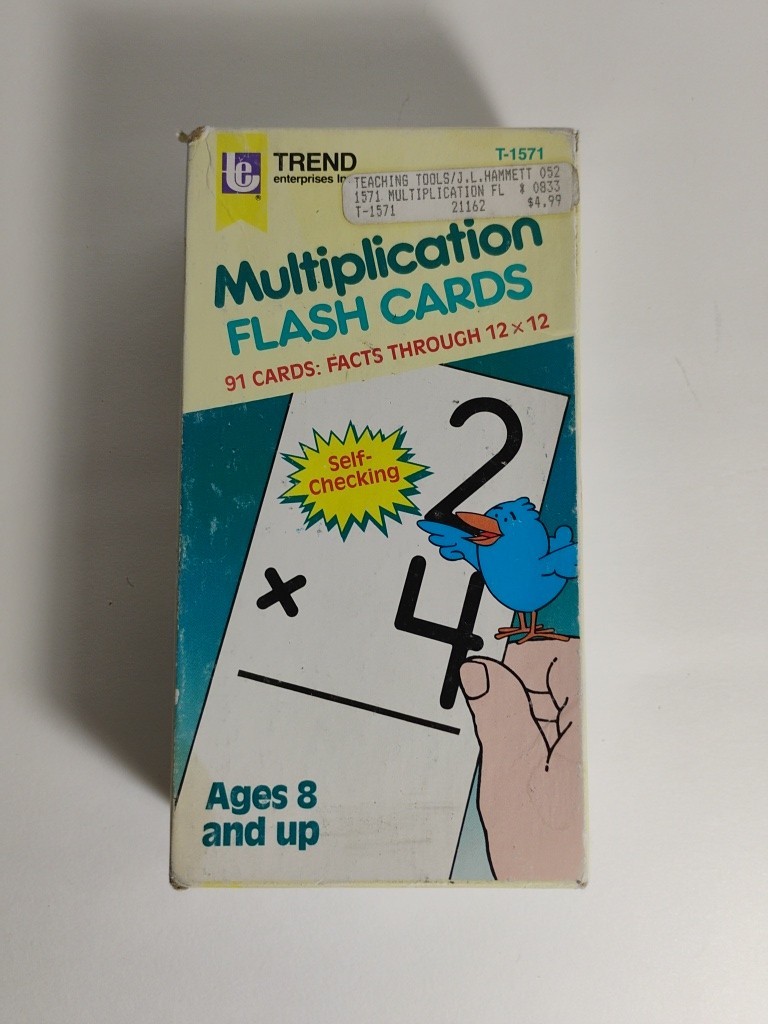 te
TREND
enterprises In
T-1571
TEACHING TOOLS/J.L.HAMMETT 052
1571 MULTIPLICATION FL $ 0833
T-1571 21162 $4.99
Multiplication
FLASH CARDS
91 CARDS: FACTS THROUGH 12 × 12
Self-
Checking
2
× 4
Ages 8
and up